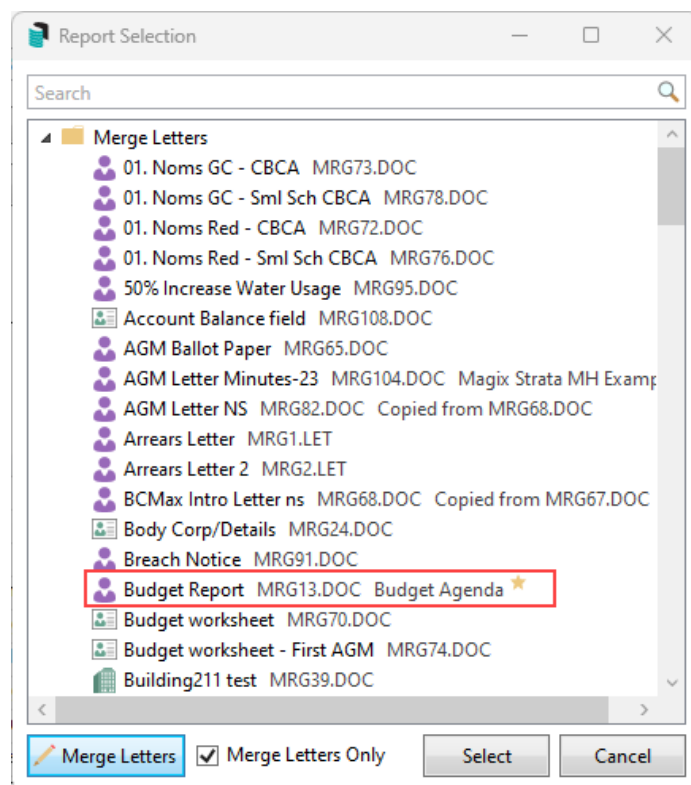 Report Selection
Search
Merge Letters
01. Noms GC - CBCA MRG73.DOC
01. Noms GC - Sml Sch CBCA MRG78.DOC
01. Noms Red - CBCA MRG72.DOC
01. Noms Red - Sml Sch CBCA MRG76.DOC
50% Increase Water Usage MRG95.DOC
Account Balance field MRG108.DOC
AGM Ballot Paper MRG65.DOC
AGM Letter Minutes-23 MRG104.DOC Magix Strata MH Examp
AGM Letter NS MRG82.DOC Copied from MRG68.DOC
Arrears Letter MRG1.LET
Arrears Letter 2 MRG2.LET
BCMax Intro Letter ns MRG68.DOC Copied from MRG67.DOC
Body Corp/Details MRG24.DOC
Breach Notice MRG91.DOC
Budget Report MRG13.DOC Budget Agenda
Budget worksheet MRG70.DOC
Budget worksheet - First AGM MRG74.DOC
Building211 test MRG39.DOC
Merge Letters Merge Letters Only Select Cancel